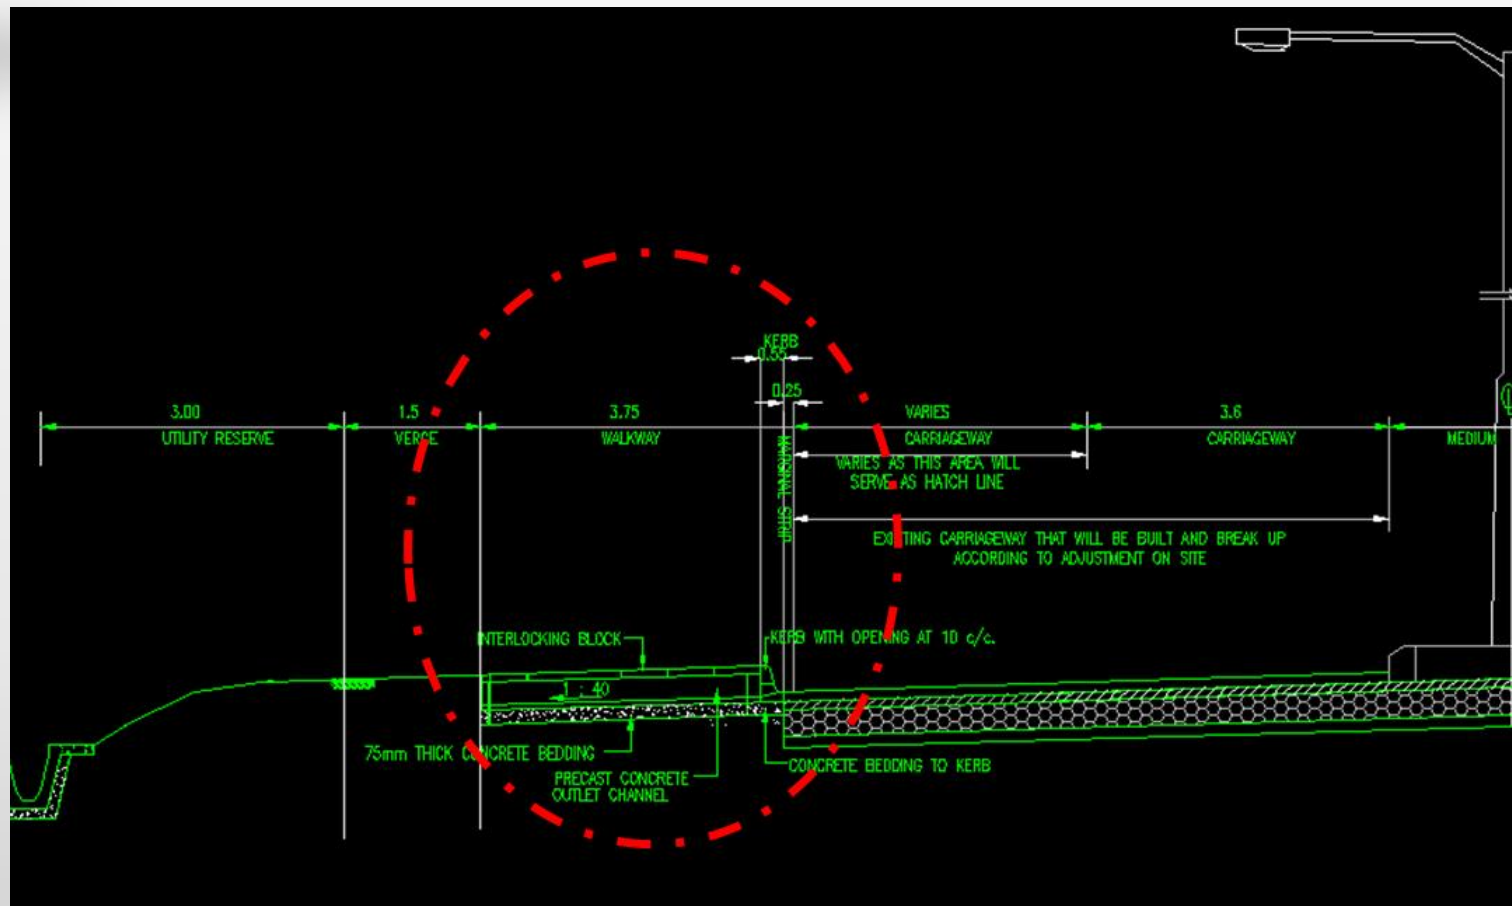 KERB
0.55
0.25
3.00
1.5
3.75
VARIES
3.6
UTILITY RESERVE
VERGE
WALKWAY
CARRIAGEWAY
CARRIAGEWAY
MEDIUM
MARGINAL STRIP
VARIES AS THIS AREA WILL
SERVE AS HATCH LINE
EXISTING CARRIAGEWAY THAT WILL BE BUILT AND BREAK UP
ACCORDING TO ADJUSTMENT ON SITE
INTERLOCKING BLOCK
KERB WITH OPENING AT 10 c/c.
1 : 40
75mm THICK CONCRETE BEDDING
PRECAST CONCRETE
OUTLET CHANNEL
CONCRETE BEDDING TO KERB